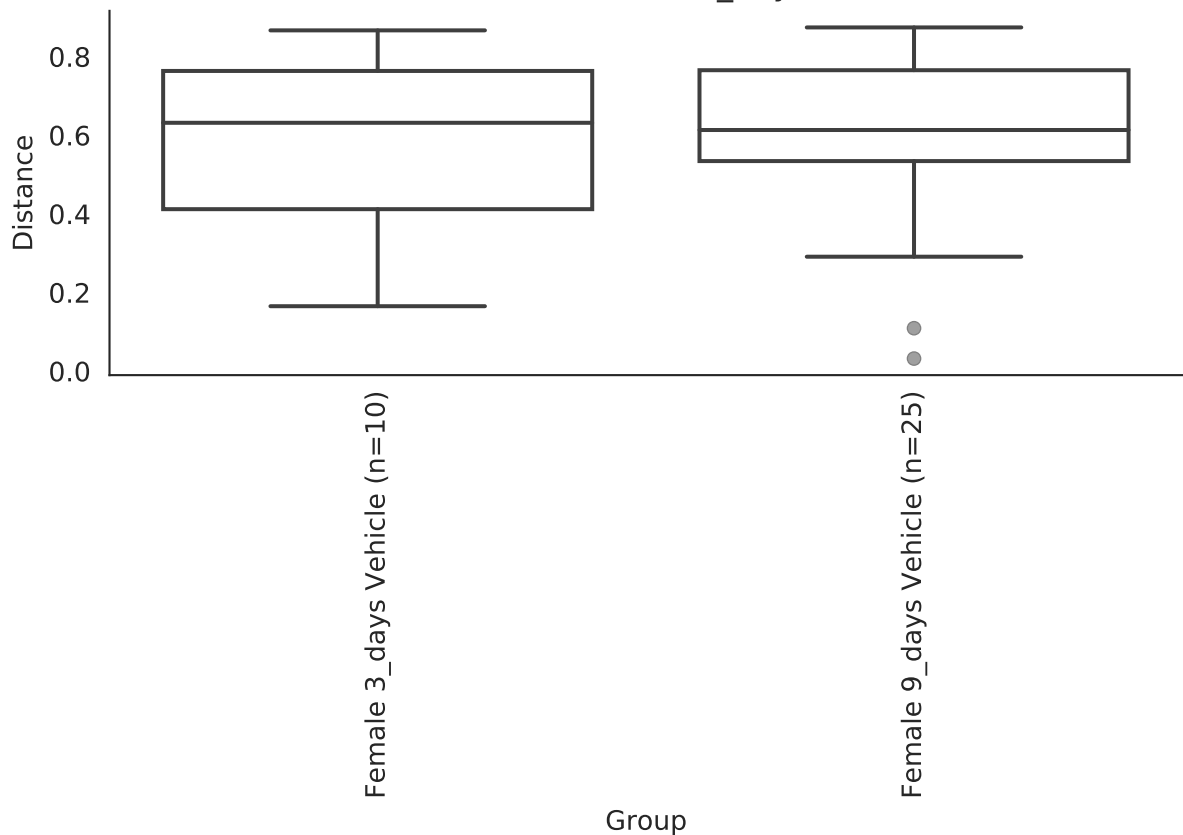 0.8
0.6
0.4
0.2
0.0
Distance
Female 3_days Vehicle (n=10)
Female 9_days Vehicle (n=25)
Group